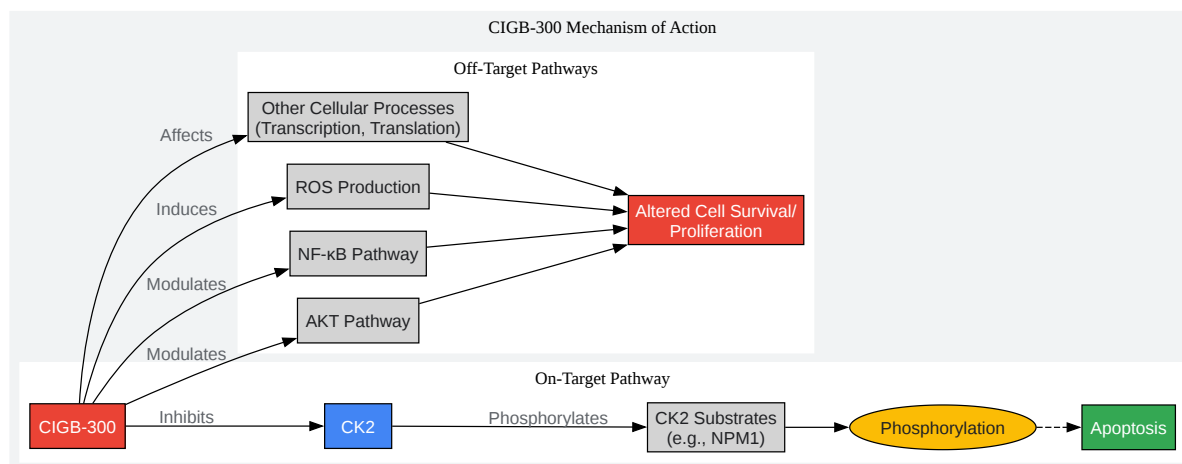 CIGB-300 Mechanism of Action
Off-Target Pathways
Other Cellular Processes
(Transcription, Translation)
Affects
ROS Production
Induces
Altered Cell Survival/
Proliferation
NF-κB Pathway
Modulates
AKT Pathway
Modulates
On-Target Pathway
CIGB-300
Inhibits
CK2
Phosphorylates
CK2 Substrates
(e.g., NPM1)
Phosphorylation
Apoptosis